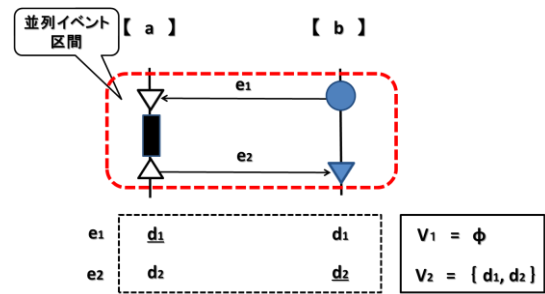 並列イベント
区間
【 a 】 【 b 】
e₁
e₂
e₁ d₁ d₁
e₂ d₂ d₂
V₁ = ϕ
V₂ = { d₁, d₂ }